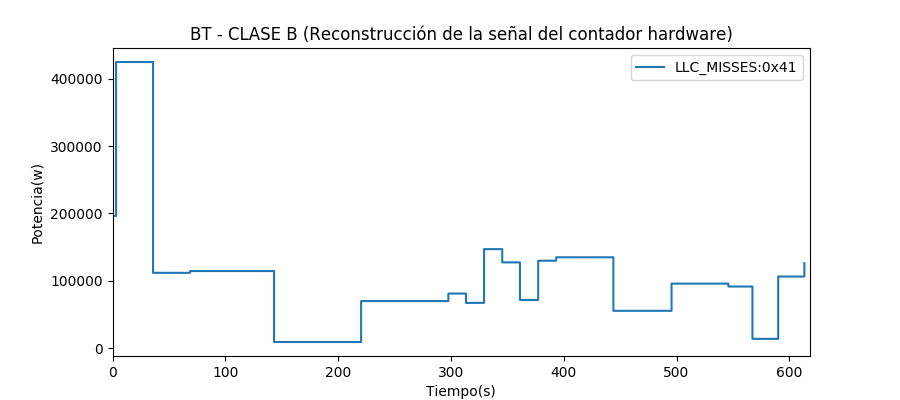 BT - CLASE B (Reconstrucción de la señal del contador hardware)
LLC_MISSES:0x41
Potencia(w)
400000
300000
200000
100000
0
0 100 200 300 400 500 600
Tiempo(s)